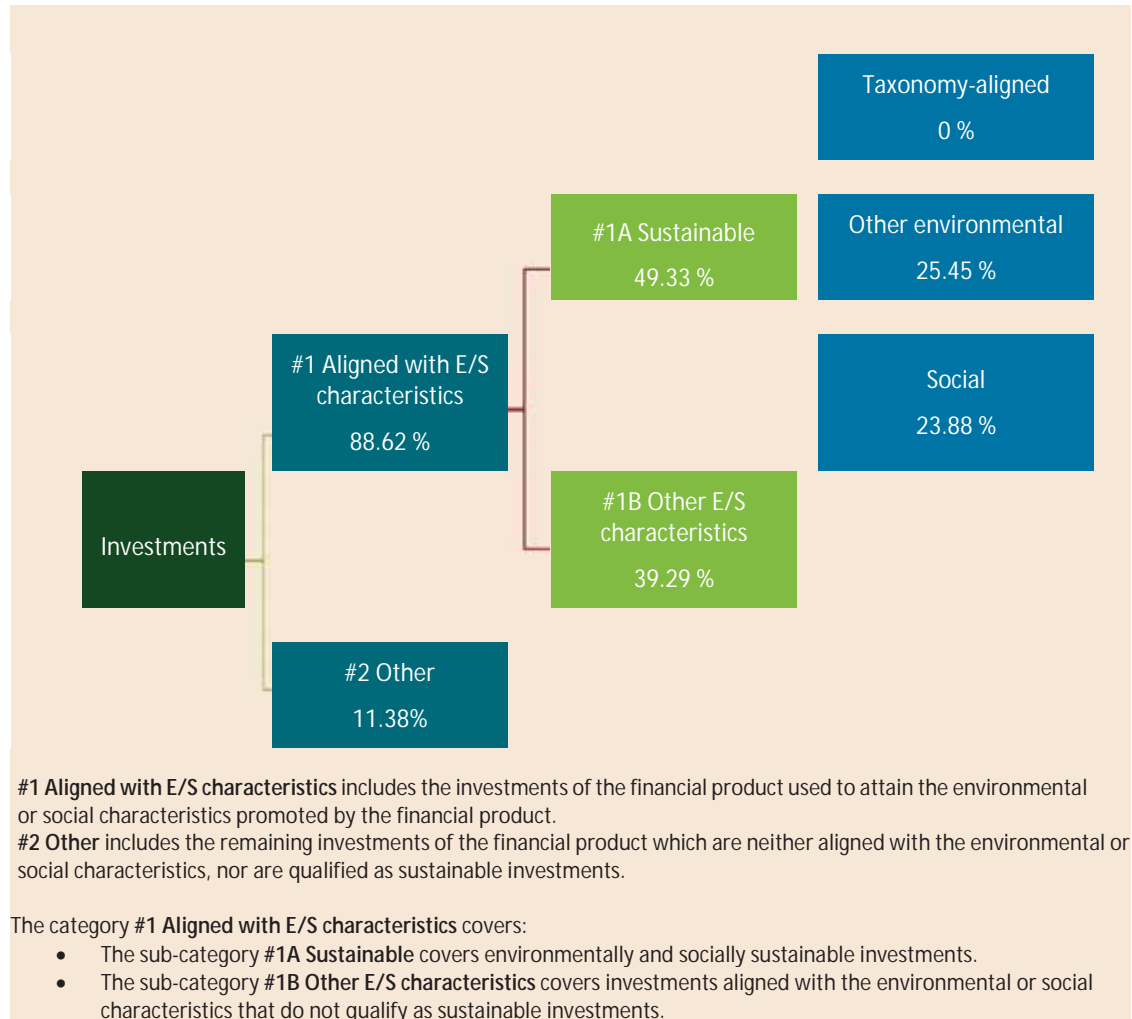 Taxonomy-aligned
0 %
#1A Sustainable
49.33 %
Other environmental
25.45 %
#1 Aligned with E/S
characteristics
88.62 %
Social
23.88 %
Investments
#1B Other E/S
characteristics
39.29 %
#2 Other
11.38%
#1 Aligned with E/S characteristics includes the investments of the financial product used to attain the environmental
or social characteristics promoted by the financial product.
#2 Other includes the remaining investments of the financial product which are neither aligned with the environmental or
social characteristics, nor are qualified as sustainable investments.
The category #1 Aligned with E/S characteristics covers:
• The sub-category #1A Sustainable covers environmentally and socially sustainable investments.
• The sub-category #1B Other E/S characteristics covers investments aligned with the environmental or social
characteristics that do not qualify as sustainable investments.